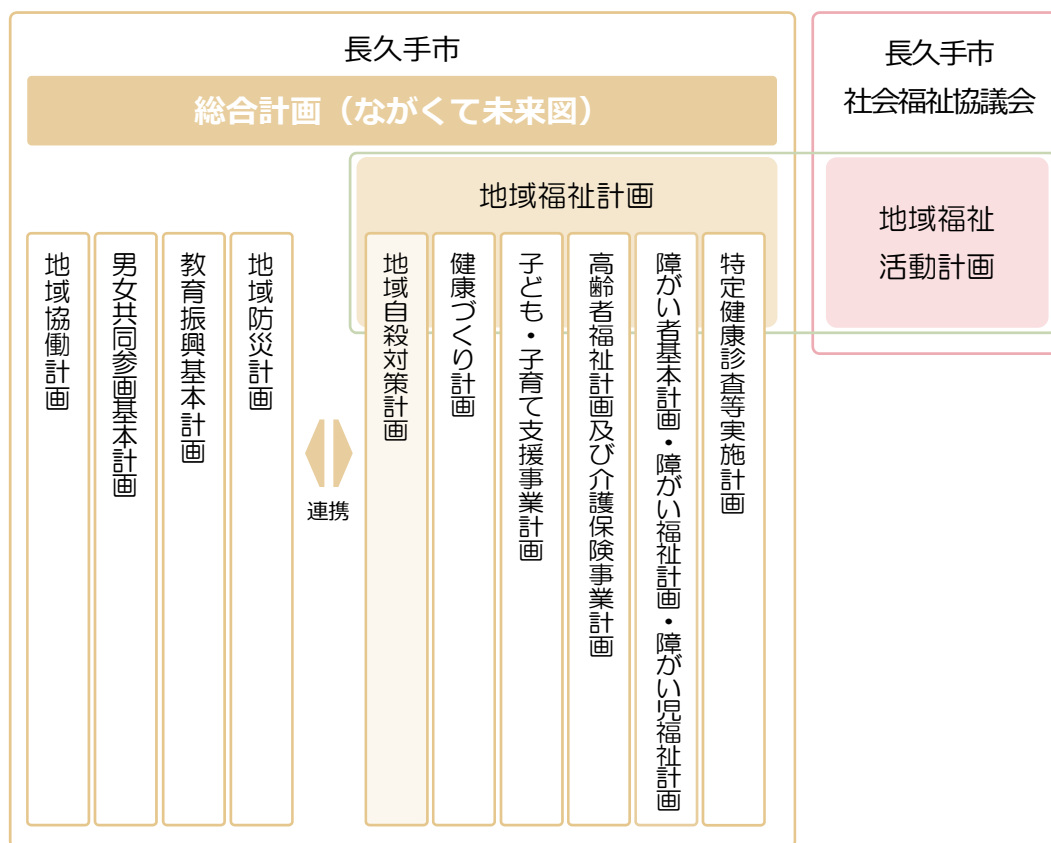 長久手市
総合計画（ながくて未来図）
地域福祉計画
地域協働計画
男女共同参画基本計画
教育振興基本計画
地域防災計画
連携
地域自殺対策計画
健康づくり計画
子ども・子育て支援事業計画
高齢者福祉計画及び介護保険事業計画
障がい者基本計画・障がい福祉計画・障がい児福祉計画
特定健康診査等実施計画
長久手市
社会福祉協議会
地域福祉
活動計画